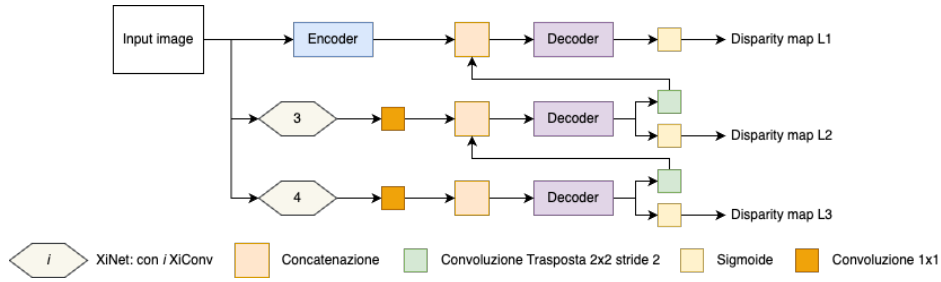 Input image
Encoder
Decoder
Disparity map L1
3
Decoder
Disparity map L2
4
Decoder
Disparity map L3
i
XiNet: con i XiConv
Concatenazione
Convoluzione Trasposta 2x2 stride 2
Sigmoide
Convoluzione 1x1